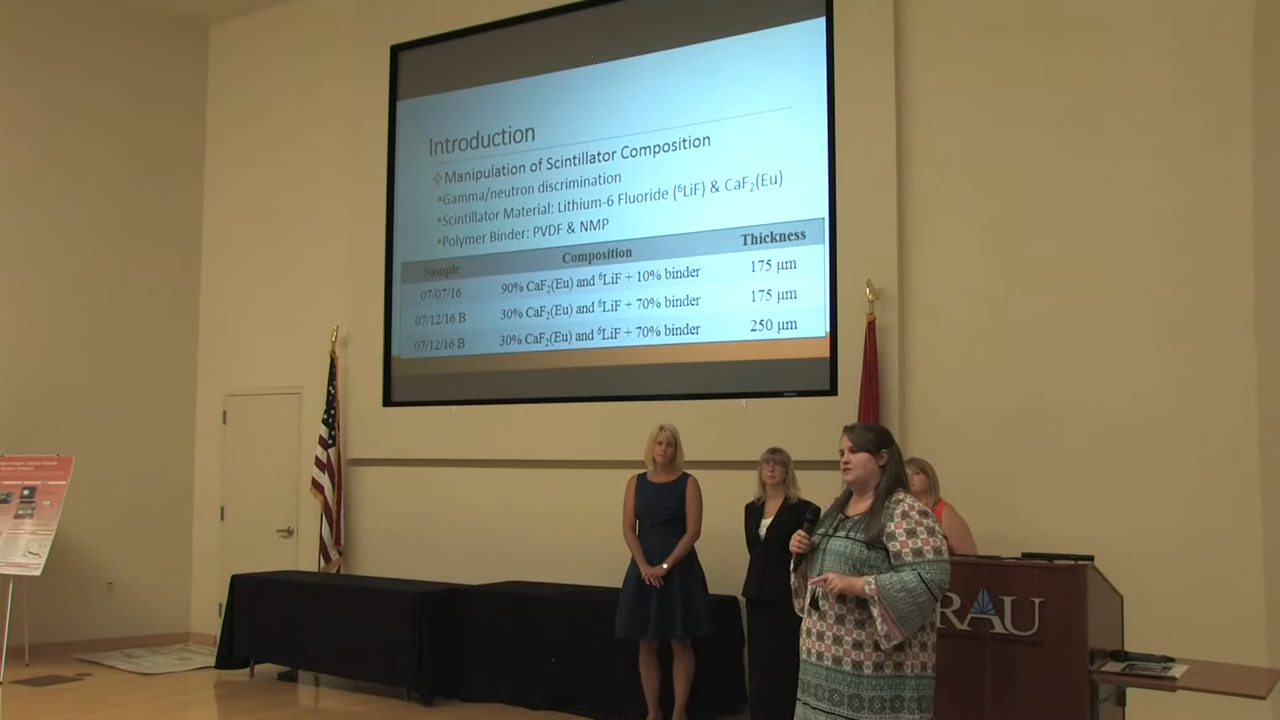 Introduction
Manipulation of Scintillator Composition
Gamma/neutron discrimination
Scintillator Material: Lithium-6 Fluoride (⁶LiF) & CaF₂(Eu)
Polymer Binder: PVDF & NMP
Sample Composition Thickness
07/07/16 90% CaF₂(Eu) and ⁶LiF + 10% binder 175 μm
07/12/16 B 30% CaF₂(Eu) and ⁶LiF + 70% binder 175 μm
07/12/16 B 30% CaF₂(Eu) and ⁶LiF + 70% binder 250 μm
RAU